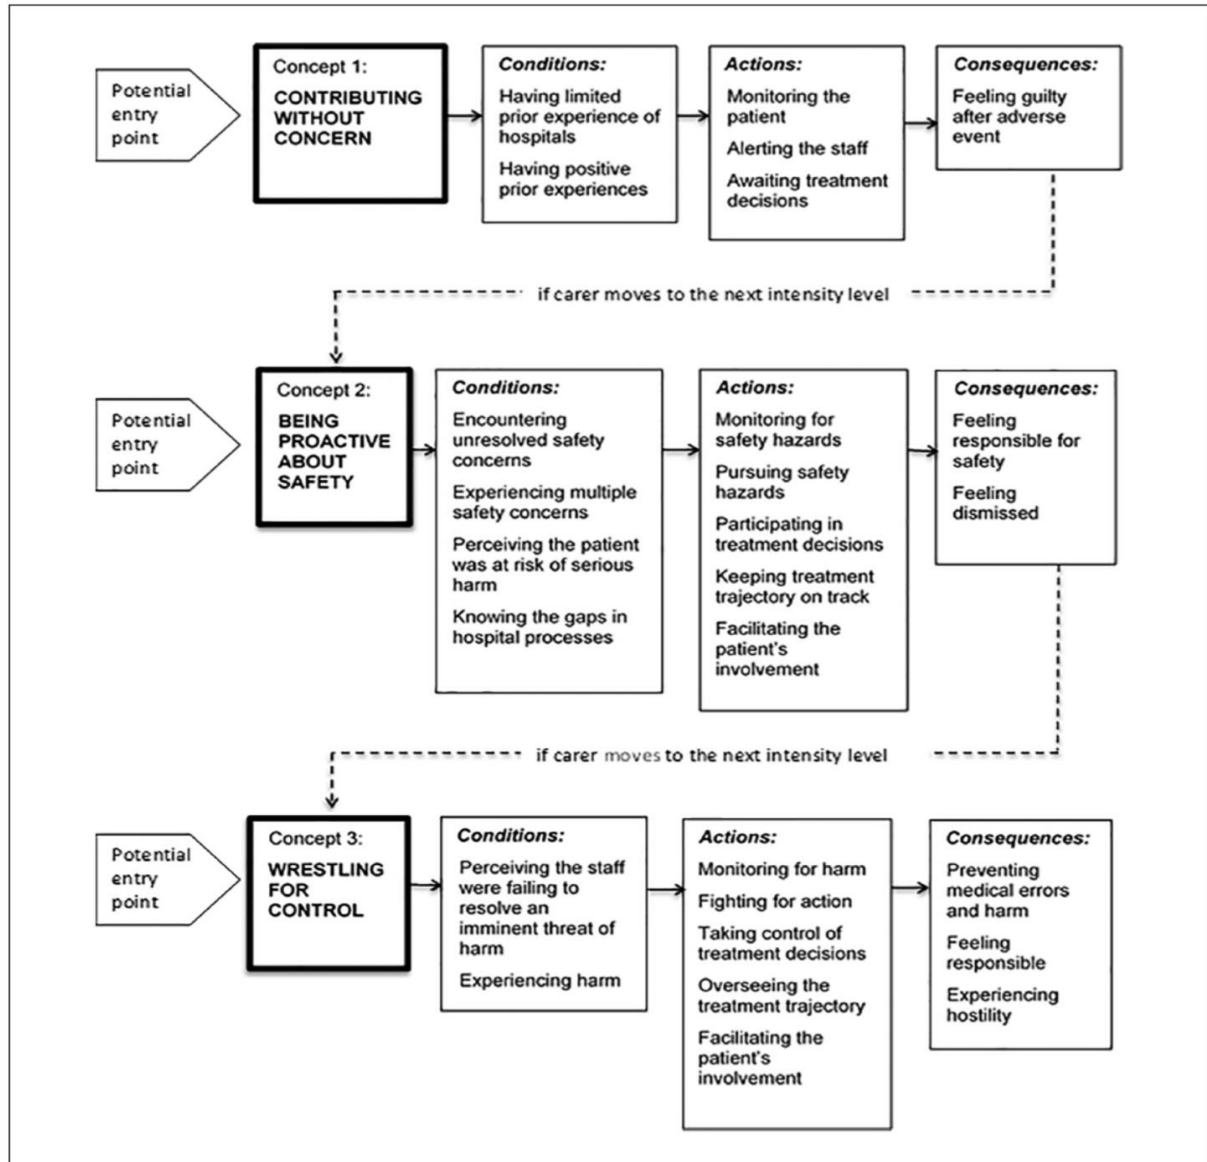 Potential
entry
point
Concept 1:
CONTRIBUTING
WITHOUT
CONCERN
Conditions:
Having limited
prior experience of
hospitals
Having positive
prior experiences
Actions:
Monitoring the
patient
Alerting the staff
Awaiting treatment
decisions
Consequences:
Feeling guilty
after adverse
event
if carer moves to the next intensity level
Potential
entry
point
Concept 2:
BEING
PROACTIVE
ABOUT
SAFETY
Conditions:
Encountering
unresolved safety
concerns
Experiencing multiple
safety concerns
Perceiving the patient
was at risk of serious
harm
Knowing the gaps in
hospital processes
Actions:
Monitoring for
safety hazards
Pursuing safety
hazards
Participating in
treatment decisions
Keeping treatment
trajectory on track
Facilitating the
patient's
involvement
Consequences:
Feeling
responsible for
safety
Feeling
dismissed
if carer moves to the next intensity level
Potential
entry
point
Concept 3:
WRESTLING
FOR
CONTROL
Conditions:
Perceiving the staff
were failing to
resolve an
imminent threat of
harm
Experiencing harm
Actions:
Monitoring for harm
Fighting for action
Taking control of
treatment decisions
Overseeing the
treatment trajectory
Facilitating the
patient's
involvement
Consequences:
Preventing
medical errors
and harm
Feeling
responsible
Experiencing
hostility